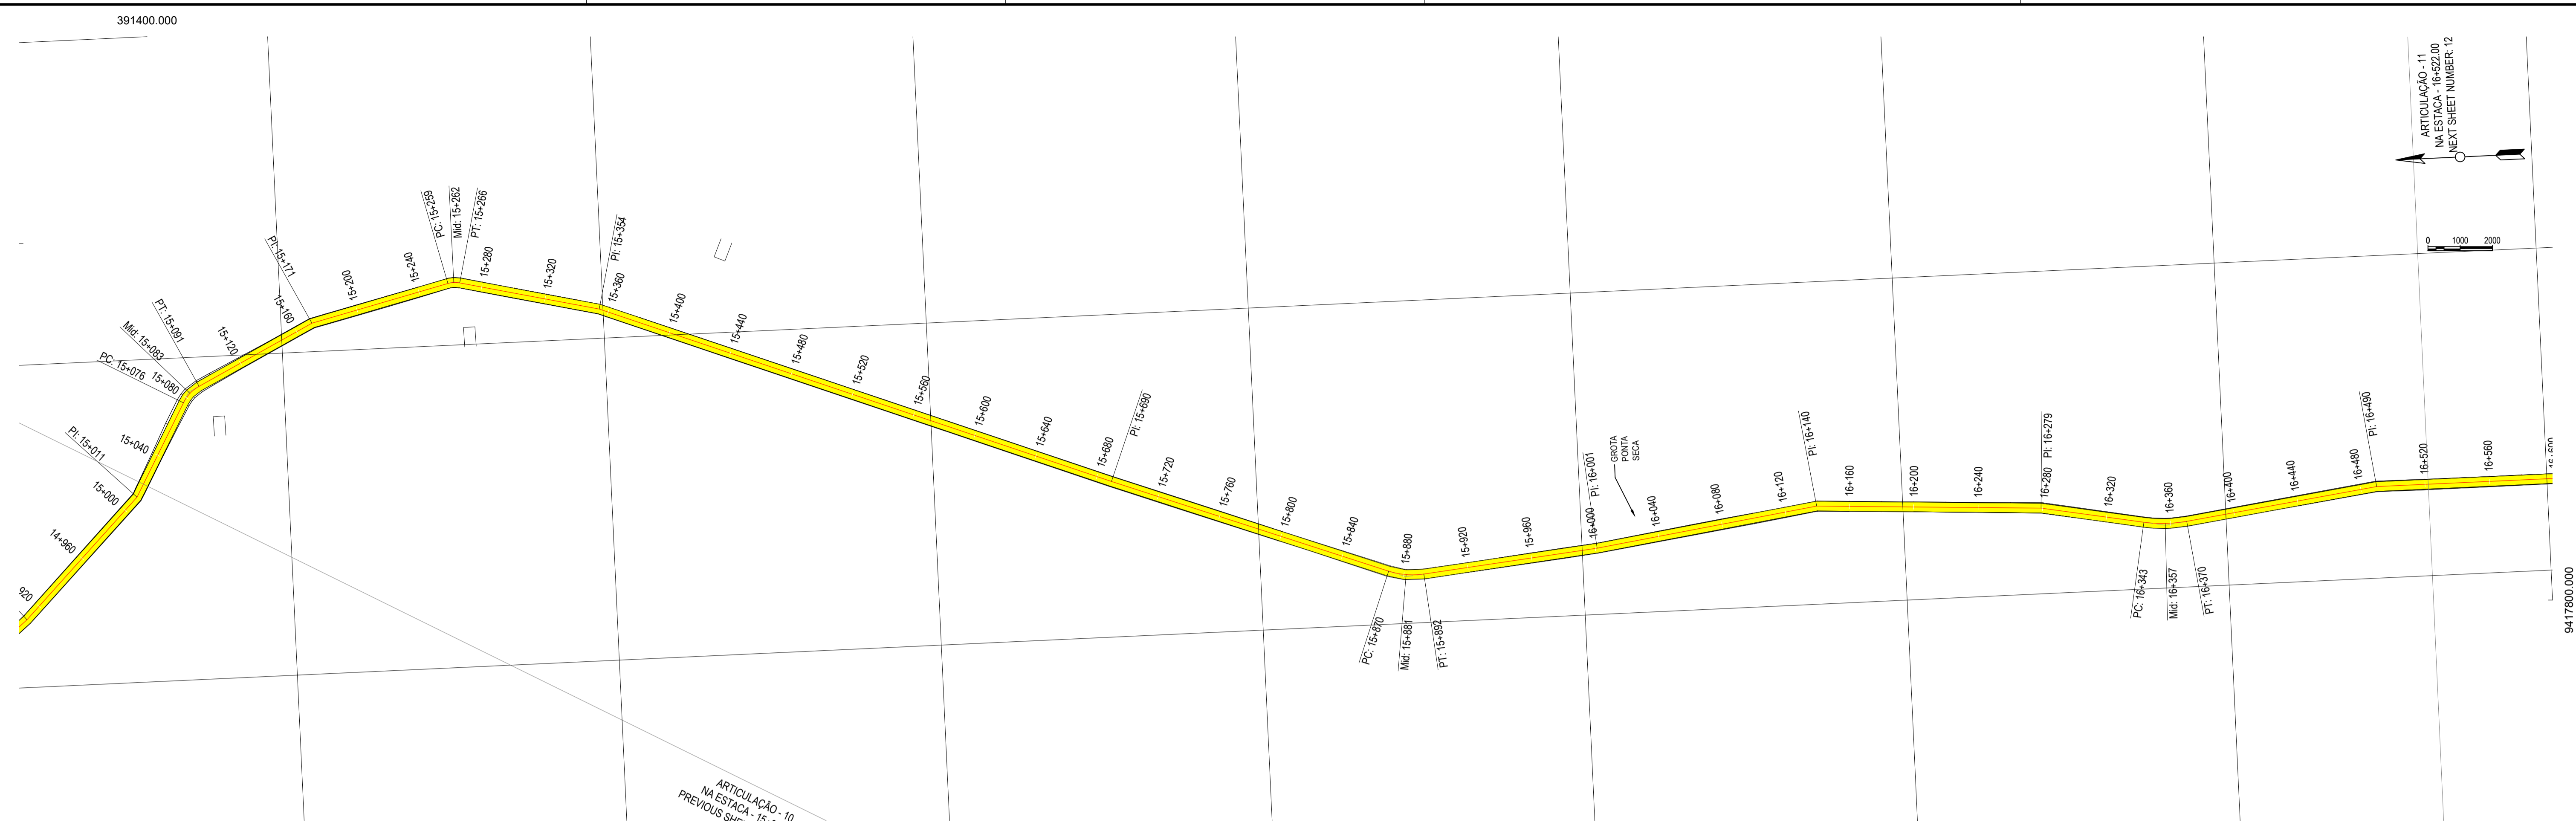 391400.000
ARTICULAÇÃO - 11
NA ESTACA - 16+522.00
NEXT SHEET NUMBER: 12
0 1000 2000
920
14+960
15+000
PI: 15+011
15+040
PC: 15+076
15+080
Mid: 15+083
PT: 15+091
15+120
15+160
PI: 15+171
15+200
15+240
PC: 15+259
Mid: 15+262
PT: 15+266
15+280
15+320
PI: 15+354
15+360
15+400
15+440
15+480
15+520
15+560
15+600
15+640
15+680
PI: 15+690
15+720
15+760
15+800
15+840
PC: 15+870
15+880
Mid: 15+881
PT: 15+892
15+920
15+960
16+000
PI: 16+001
GROTA
PONTA
SECA
16+040
16+080
16+120
PI: 16+140
16+160
16+200
16+240
PI: 16+279
16+280
16+320
PC: 16+343
Mid: 16+357
16+360
PT: 16+370
16+400
16+440
16+480
PI: 16+490
16+520
16+560
9417800.000
ARTICULAÇÃO - 10
NA ESTACA - 15+
PREVIOUS